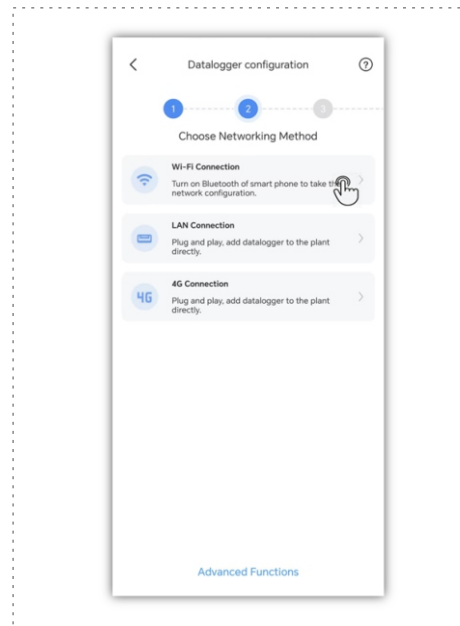 Datalogger configuration
1 2 3
Choose Networking Method
Wi-Fi Connection
Turn on Bluetooth of smart phone to take
network configuration.
LAN Connection
Plug and play, add datalogger to the plant
directly.
4G
4G Connection
Plug and play, add datalogger to the plant
directly.
Advanced Functions